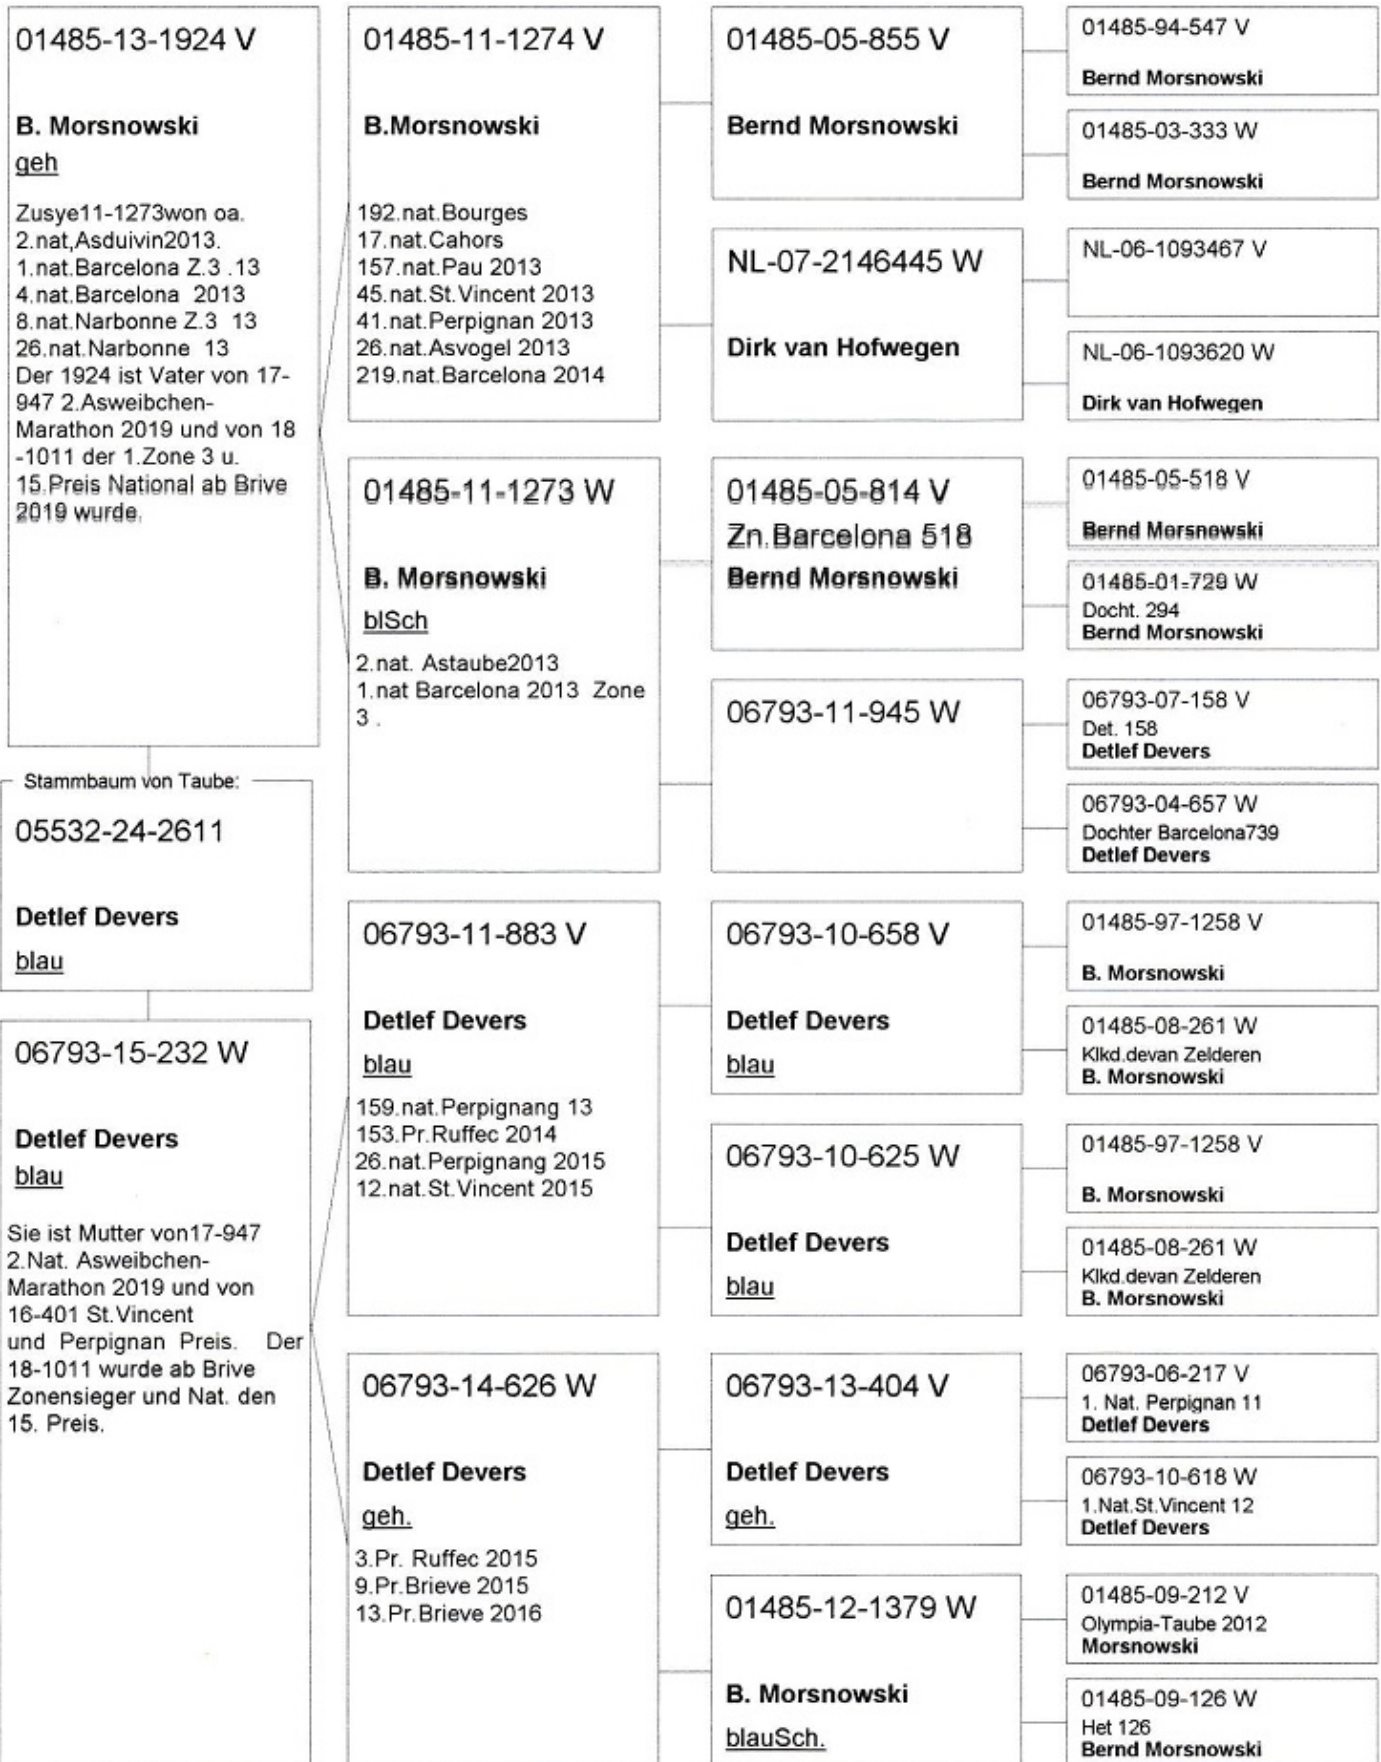 01485-13-1924 V
B. Morsnowski
geh
Zusye11-1273won oa.
2.nat,Asduivin2013.
1.nat.Barcelona Z.3 .13
4.nat.Barcelona 2013
8.nat.Narbonne Z.3 13
26.nat.Narbonne 13
Der 1924 ist Vater von 17-
947 2.Asweibchen-
Marathon 2019 und von 18
-1011 der 1.Zone 3 u.
15.Preis National ab Brive
2019 wurde.
Stammbaum von Taube:
05532-24-2611
Detlef Devers
blau
06793-15-232 W
Detlef Devers
blau
Sie ist Mutter von17-947
2.Nat. Asweibchen-
Marathon 2019 und von
16-401 St.Vincent
und Perpignan Preis. Der
18-1011 wurde ab Brive
Zonensieger und Nat. den
15. Preis.
01485-11-1274 V
B.Morsnowski
192.nat.Bourges
17.nat.Cahors
157.nat.Pau 2013
45.nat.St.Vincent 2013
41.nat.Perpignan 2013
26.nat.Asvogel 2013
219.nat.Barcelona 2014
01485-11-1273 W
B. Morsnowski
blSch
2.nat. Astaube2013
1.nat Barcelona 2013 Zone
3 .
06793-11-883 V
Detlef Devers
blau
159.nat.Perpignang 13
153.Pr.Ruffec 2014
26.nat.Perpignang 2015
12.nat.St.Vincent 2015
06793-14-626 W
Detlef Devers
geh.
3.Pr. Ruffec 2015
9.Pr.Brieve 2015
13.Pr.Brieve 2016
01485-05-855 V
Bernd Morsnowski
NL-07-2146445 W
Dirk van Hofwegen
01485-05-814 V
Zn.Barcelona 518
Bernd Morsnowski
06793-11-945 W
06793-10-658 V
Detlef Devers
blau
06793-10-625 W
Detlef Devers
blau
06793-13-404 V
Detlef Devers
geh.
01485-12-1379 W
B. Morsnowski
blauSch.
01485-94-547 V
Bernd Morsnowski
01485-03-333 W
Bernd Morsnowski
NL-06-1093467 V
NL-06-1093620 W
Dirk van Hofwegen
01485-05-518 V
Bernd Morsnowski
01485-01-729 W
Docht. 294
Bernd Morsnowski
06793-07-158 V
Det. 158
Detlef Devers
06793-04-657 W
Dochter Barcelona739
Detlef Devers
01485-97-1258 V
B. Morsnowski
01485-08-261 W
Klkd.devan Zelderen
B. Morsnowski
01485-97-1258 V
B. Morsnowski
01485-08-261 W
Klkd.devan Zelderen
B. Morsnowski
06793-06-217 V
1. Nat. Perpignan 11
Detlef Devers
06793-10-618 W
1.Nat.St.Vincent 12
Detlef Devers
01485-09-212 V
Olympia-Taube 2012
Morsnowski
01485-09-126 W
Het 126
Bernd Morsnowski